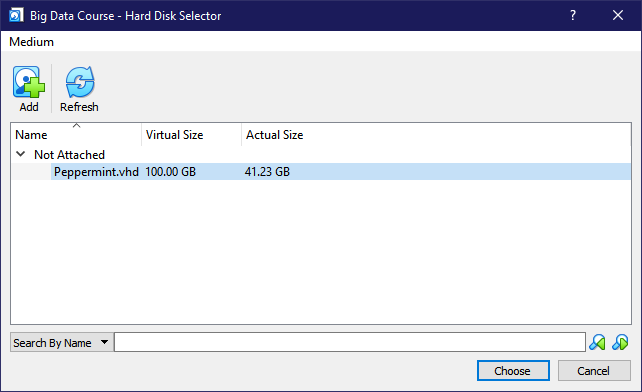 Big Data Course - Hard Disk Selector ?
Medium
Add Refresh
Name Virtual Size Actual Size
Not Attached
Peppermint.vhd 100.00 GB 41.23 GB
Search By Name
Choose Cancel